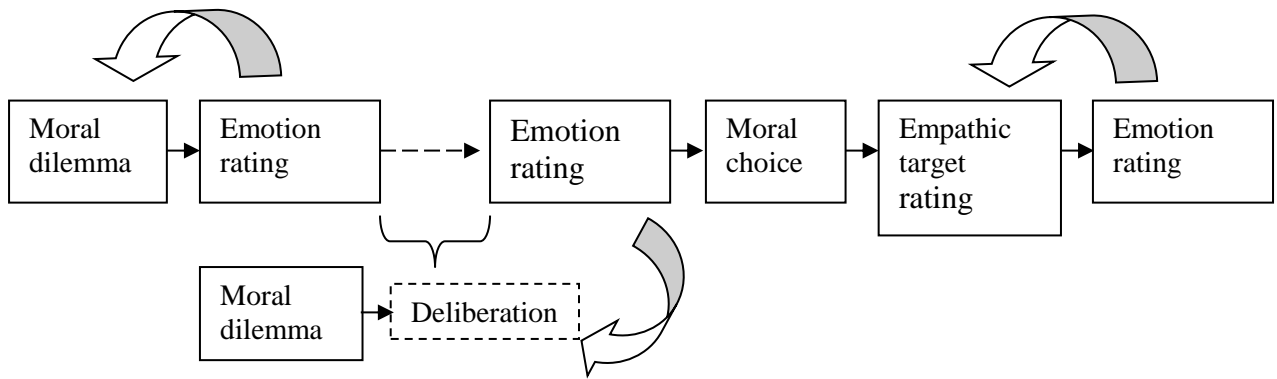 Moral
dilemma
Emotion
rating
Emotion
rating
Moral
choice
Empathic
target
rating
Emotion
rating
Moral
dilemma
Deliberation